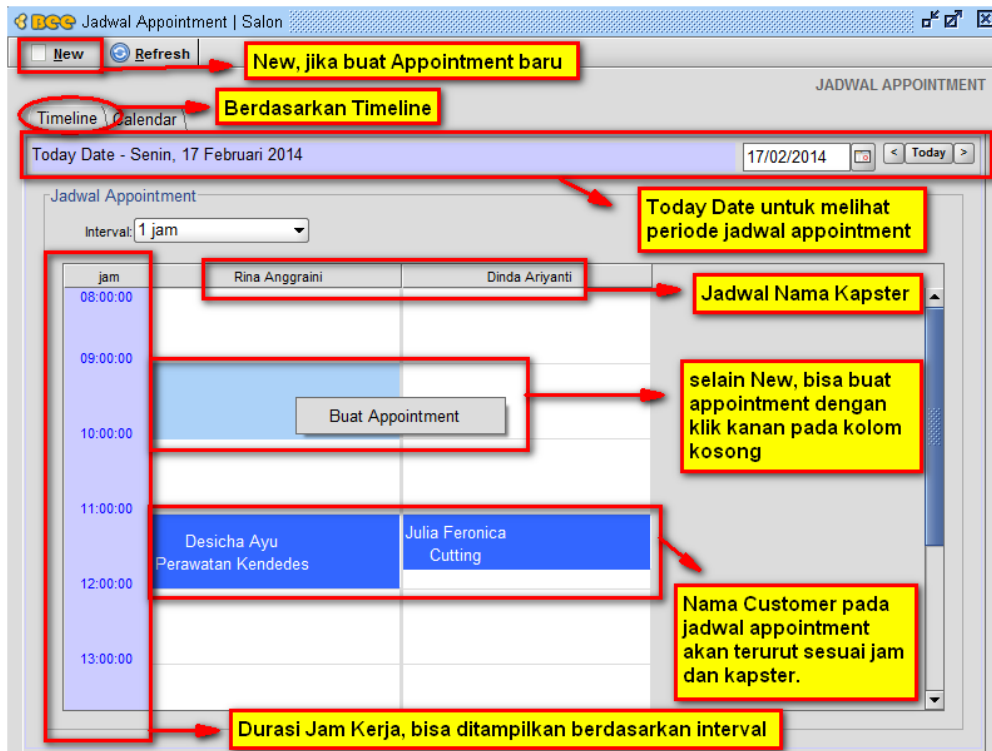 BEE Jadwal Appointment | Salon
New Refresh
New, jika buat Appointment baru
JADWAL APPOINTMENT
Berdasarkan Timeline
Timeline Calendar
Today Date - Senin, 17 Februari 2014
17/02/2014 < Today >
Jadwal Appointment
Today Date untuk melihat
periode jadwal appointment
Interval: 1 jam
jam Rina Anggraini Dinda Ariyanti
Jadwal Nama Kapster
08:00:00
09:00:00
selain New, bisa buat
appointment dengan
klik kanan pada kolom
kosong
Buat Appointment
10:00:00
11:00:00
Desicha Ayu
Perawatan Kendedes
Julia Feronica
Cutting
12:00:00
Nama Customer pada
jadwal appointment
akan terurut sesuai jam
dan kapster.
13:00:00
Durasi Jam Kerja, bisa ditampilkan berdasarkan interval